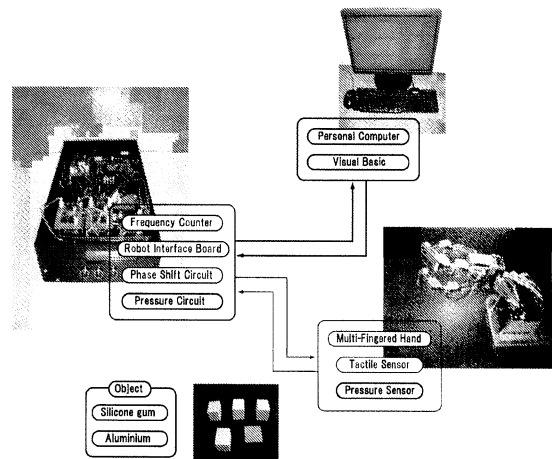 Personal Computer
Visual Basic
Frequency Counter
Robot Interface Board
Phase Shift Circuit
Pressure Circuit
Multi-Fingered Hand
Tactile Sensor
Pressure Sensor
Object
Silicone gum
Aluminium